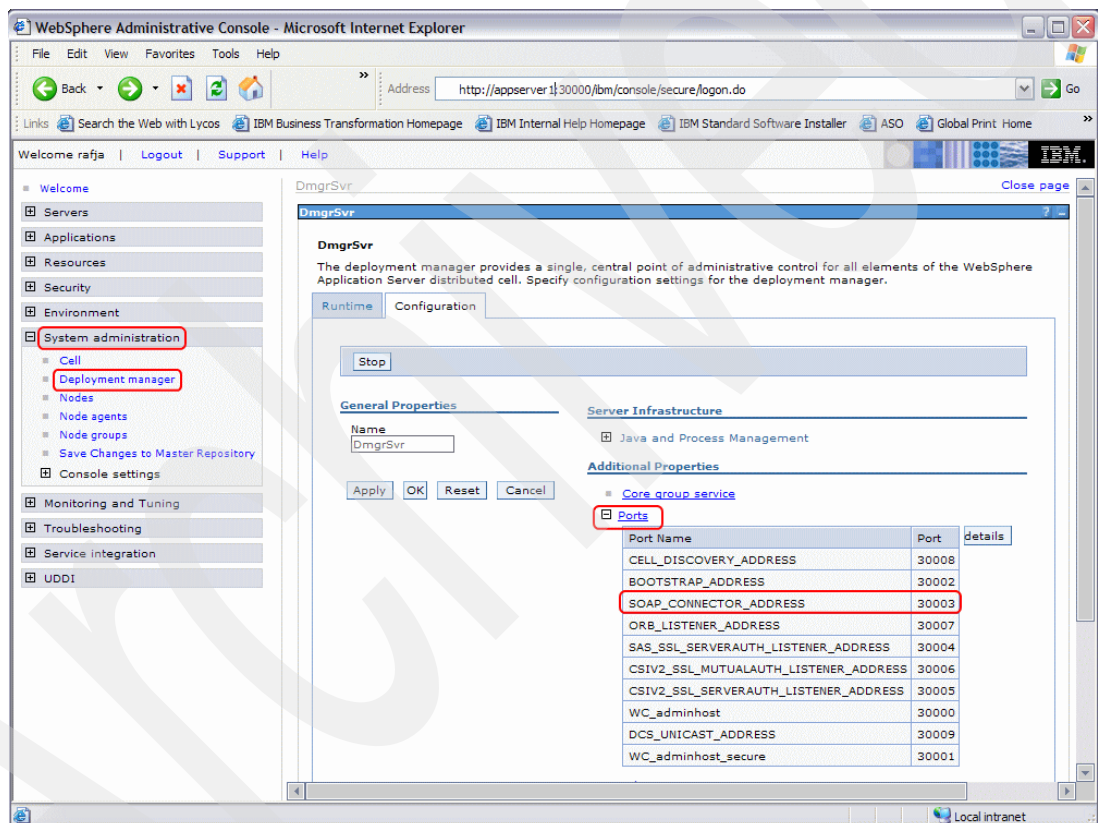 WebSphere Administrative Console - Microsoft Internet Explorer
File Edit View Favorites Tools Help
Back » Address http://appserver1:30000/ibm/console/secure/logon.do Go
Links Search the Web with Lycos IBM Business Transformation Homepage IBM Internal Help Homepage IBM Standard Software Installer ASO Global Print Home »
Welcome rafja | Logout | Support | Help IBM.
Welcome
Servers
Applications
Resources
Security
Environment
System administration
Cell
Deployment manager
Nodes
Node agents
Node groups
Save Changes to Master Repository
Console settings
Monitoring and Tuning
Troubleshooting
Service integration
UDDI
DmgrSvr Close page
DmgrSvr ? –
DmgrSvr
The deployment manager provides a single, central point of administrative control for all elements of the WebSphere
Application Server distributed cell. Specify configuration settings for the deployment manager.
Runtime Configuration
Stop
General Properties
Name
DmgrSvr
Apply OK Reset Cancel
Server Infrastructure
Java and Process Management
Additional Properties
Core group service
Ports
Port Name Port details
CELL_DISCOVERY_ADDRESS 30008
BOOTSTRAP_ADDRESS 30002
SOAP_CONNECTOR_ADDRESS 30003
ORB_LISTENER_ADDRESS 30007
SAS_SSL_SERVERAUTH_LISTENER_ADDRESS 30004
CSIV2_SSL_MUTUALAUTH_LISTENER_ADDRESS 30006
CSIV2_SSL_SERVERAUTH_LISTENER_ADDRESS 30005
WC_adminhost 30000
DCS_UNICAST_ADDRESS 30009
WC_adminhost_secure 30001
Local intranet